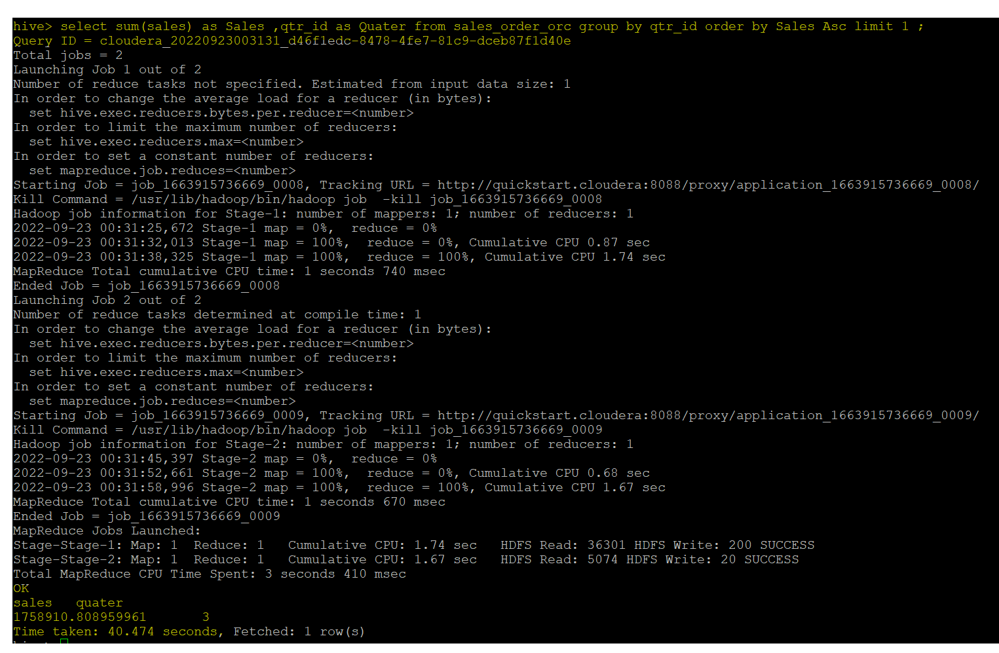 hive> select sum(sales) as Sales ,qtr_id as Quater from sales_order_orc group by qtr_id order by Sales Asc limit 1 ;
Query ID = cloudera_20220923003131_d46f1edc-8478-4fe7-81c9-dceb87f1d40e
Total jobs = 2
Launching Job 1 out of 2
Number of reduce tasks not specified. Estimated from input data size: 1
In order to change the average load for a reducer (in bytes):
  set hive.exec.reducers.bytes.per.reducer=<number>
In order to limit the maximum number of reducers:
  set hive.exec.reducers.max=<number>
In order to set a constant number of reducers:
  set mapreduce.job.reduces=<number>
Starting Job = job_1663915736669_0008, Tracking URL = http://quickstart.cloudera:8088/proxy/application_1663915736669_0008/
Kill Command = /usr/lib/hadoop/bin/hadoop job  -kill job_1663915736669_0008
Hadoop job information for Stage-1: number of mappers: 1; number of reducers: 1
2022-09-23 00:31:25,672 Stage-1 map = 0%,  reduce = 0%
2022-09-23 00:31:32,013 Stage-1 map = 100%,  reduce = 0%, Cumulative CPU 0.87 sec
2022-09-23 00:31:38,325 Stage-1 map = 100%,  reduce = 100%, Cumulative CPU 1.74 sec
MapReduce Total cumulative CPU time: 1 seconds 740 msec
Ended Job = job_1663915736669_0008
Launching Job 2 out of 2
Number of reduce tasks determined at compile time: 1
In order to change the average load for a reducer (in bytes):
  set hive.exec.reducers.bytes.per.reducer=<number>
In order to limit the maximum number of reducers:
  set hive.exec.reducers.max=<number>
In order to set a constant number of reducers:
  set mapreduce.job.reduces=<number>
Starting Job = job_1663915736669_0009, Tracking URL = http://quickstart.cloudera:8088/proxy/application_1663915736669_0009/
Kill Command = /usr/lib/hadoop/bin/hadoop job  -kill job_1663915736669_0009
Hadoop job information for Stage-2: number of mappers: 1; number of reducers: 1
2022-09-23 00:31:45,397 Stage-2 map = 0%,  reduce = 0%
2022-09-23 00:31:52,661 Stage-2 map = 100%,  reduce = 0%, Cumulative CPU 0.68 sec
2022-09-23 00:31:58,996 Stage-2 map = 100%,  reduce = 100%, Cumulative CPU 1.67 sec
MapReduce Total cumulative CPU time: 1 seconds 670 msec
Ended Job = job_1663915736669_0009
MapReduce Jobs Launched:
Stage-Stage-1: Map: 1  Reduce: 1   Cumulative CPU: 1.74 sec   HDFS Read: 36301 HDFS Write: 200 SUCCESS
Stage-Stage-2: Map: 1  Reduce: 1   Cumulative CPU: 1.67 sec   HDFS Read: 5074 HDFS Write: 20 SUCCESS
Total MapReduce CPU Time Spent: 3 seconds 410 msec
OK
sales   quater
1758910.808959961       3
Time taken: 40.474 seconds, Fetched: 1 row(s)